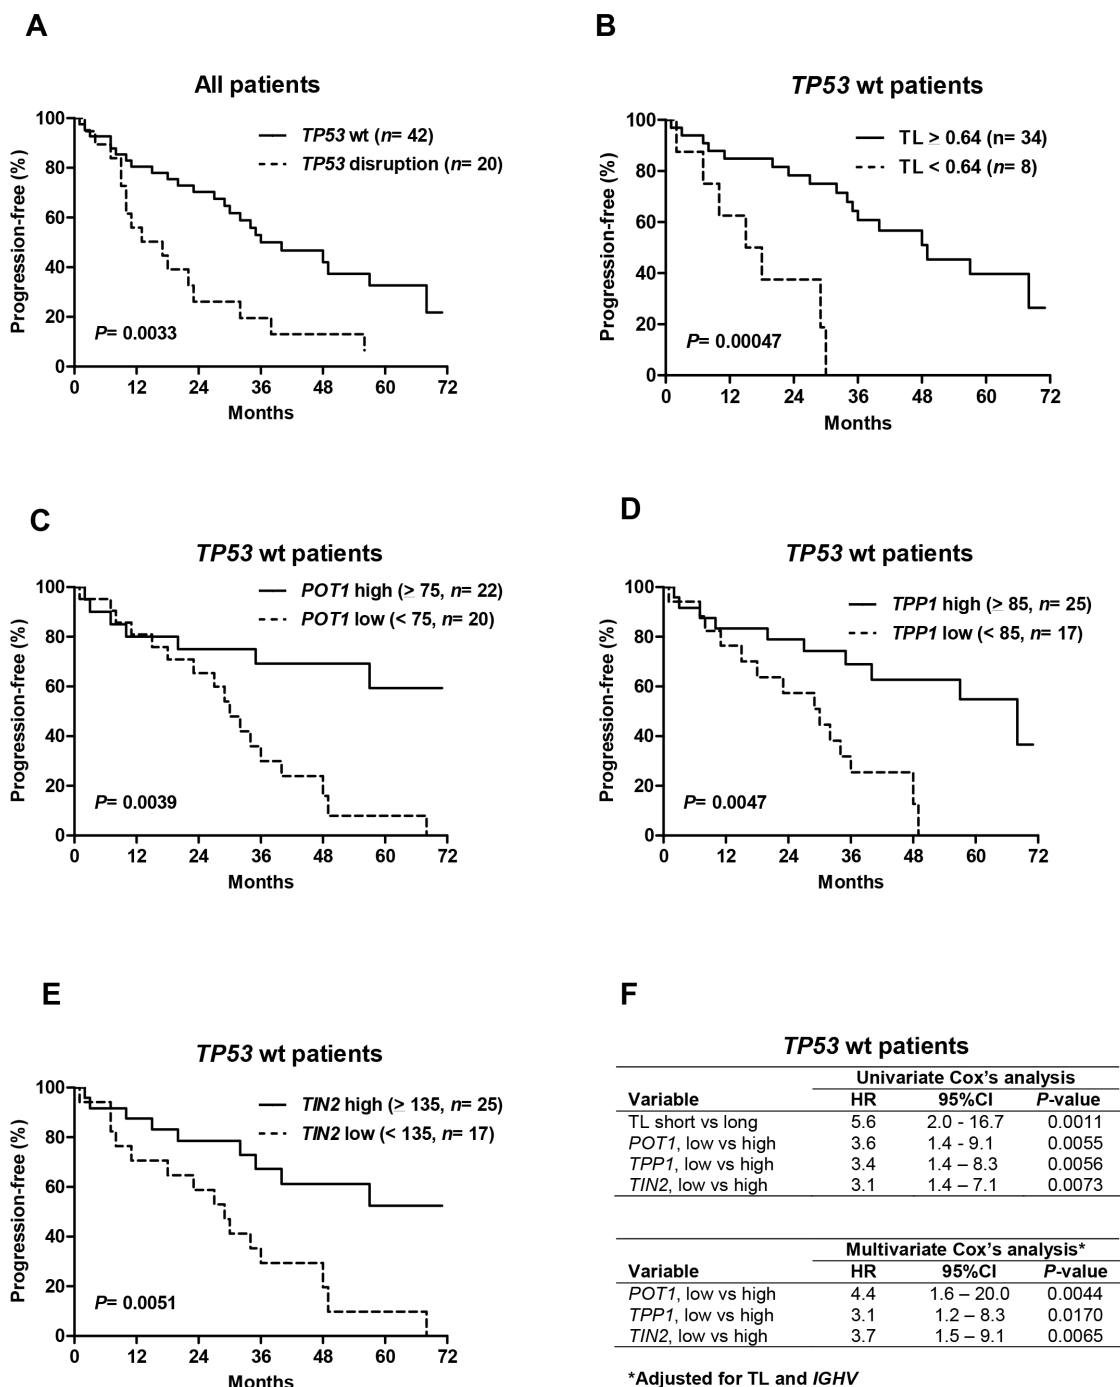 A
All patients
TP53 wt (n= 42)
TP53 disruption (n= 20)
Progression-free (%)
100
80
60
40
20
0
P= 0.0033
0 12 24 36 48 60 72
Months
B
TP53 wt patients
TL ≥ 0.64 (n= 34)
TL < 0.64 (n= 8)
Progression-free (%)
100
80
60
40
20
0
P= 0.00047
0 12 24 36 48 60 72
Months
C
TP53 wt patients
POT1 high (≥ 75, n= 22)
POT1 low (< 75, n= 20)
Progression-free (%)
100
80
60
40
20
0
P= 0.0039
0 12 24 36 48 60 72
Months
D
TP53 wt patients
TPP1 high (≥ 85, n= 25)
TPP1 low (< 85, n= 17)
Progression-free (%)
100
80
60
40
20
0
P= 0.0047
0 12 24 36 48 60 72
Months
E
TP53 wt patients
TIN2 high (≥ 135, n= 25)
TIN2 low (< 135, n= 17)
Progression-free (%)
100
80
60
40
20
0
P= 0.0051
0 12 24 36 48 60 72
Months
F
TP53 wt patients
Univariate Cox's analysis
Variable HR 95%CI P-value
TL short vs long 5.6 2.0 - 16.7 0.0011
POT1, low vs high 3.6 1.4 - 9.1 0.0055
TPP1, low vs high 3.4 1.4 – 8.3 0.0056
TIN2, low vs high 3.1 1.4 – 7.1 0.0073
Multivariate Cox's analysis*
Variable HR 95%CI P-value
POT1, low vs high 4.4 1.6 – 20.0 0.0044
TPP1, low vs high 3.1 1.2 – 8.3 0.0170
TIN2, low vs high 3.7 1.5 – 9.1 0.0065
*Adjusted for TL and IGHV